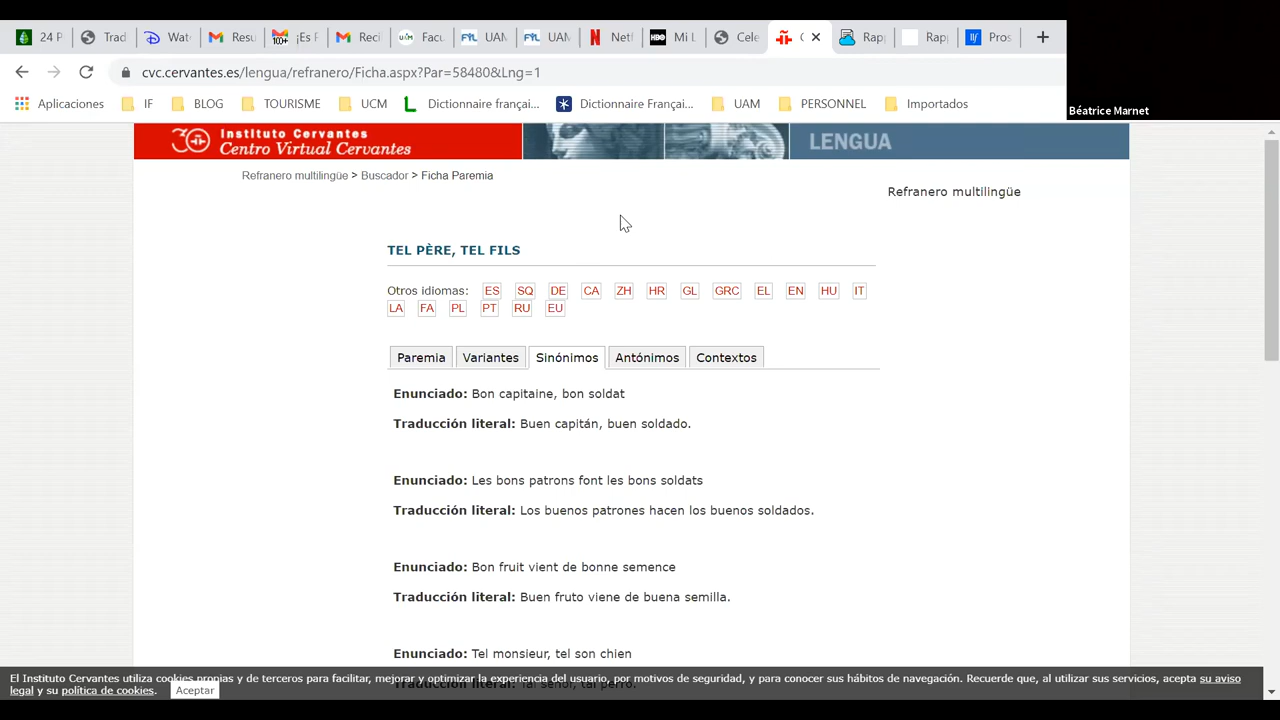 24 P Trad Wat Resu ¡Es F Reci Facu UAM UAM Netf Mi L Cele Rapp Rapp Pros
cvc.cervantes.es/lengua/refranero/Ficha.aspx?Par=58480&Lng=1
Aplicaciones IF BLOG TOURISME UCM Dictionnaire françai... Dictionnaire Françai... UAM PERSONNEL Importados
Béatrice Marnet
Instituto Cervantes
Centro Virtual Cervantes
LENGUA
Refranero multilingüe > Buscador > Ficha Paremia
Refranero multilingüe
TEL PÈRE, TEL FILS
Otros idiomas: ES SQ DE CA ZH HR GL GRC EL EN HU IT
LA FA PL PT RU EU
Paremia Variantes Sinónimos Antónimos Contextos
Enunciado: Bon capitaine, bon soldat
Traducción literal: Buen capitán, buen soldado.
Enunciado: Les bons patrons font les bons soldats
Traducción literal: Los buenos patrones hacen los buenos soldados.
Enunciado: Bon fruit vient de bonne semence
Traducción literal: Buen fruto viene de buena semilla.
Enunciado: Tel monsieur, tel son chien
Traducción literal: Tal señor, tal perro.
El Instituto Cervantes utiliza cookies propias y de terceros para facilitar, mejorar y optimizar la experiencia del usuario, por motivos de seguridad, y para conocer sus hábitos de navegación. Recuerde que, al utilizar sus servicios, acepta su aviso
legal y su política de cookies. Aceptar